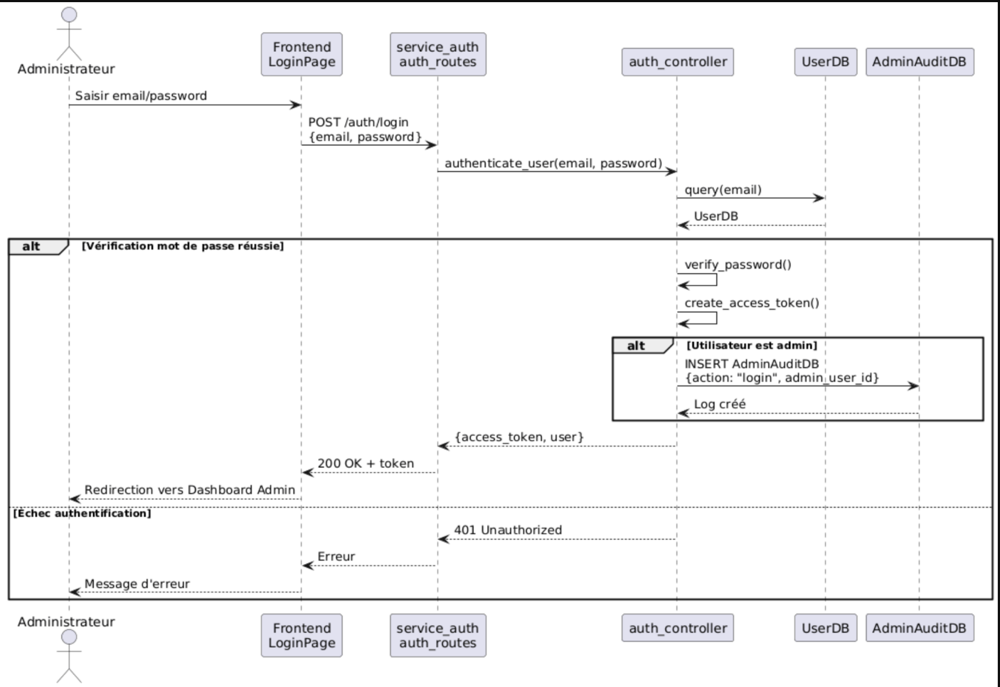 Administrateur
Frontend
LoginPage
service_auth
auth_routes
auth_controller
UserDB
AdminAuditDB
Saisir email/password
POST /auth/login
{email, password}
authenticate_user(email, password)
query(email)
UserDB
alt
[Vérification mot de passe réussie]
verify_password()
create_access_token()
alt
[Utilisateur est admin]
INSERT AdminAuditDB
{action: "login", admin_user_id}
Log créé
{access_token, user}
200 OK + token
Redirection vers Dashboard Admin
[Échec authentification]
401 Unauthorized
Erreur
Message d'erreur
Administrateur
Frontend
LoginPage
service_auth
auth_routes
auth_controller
UserDB
AdminAuditDB